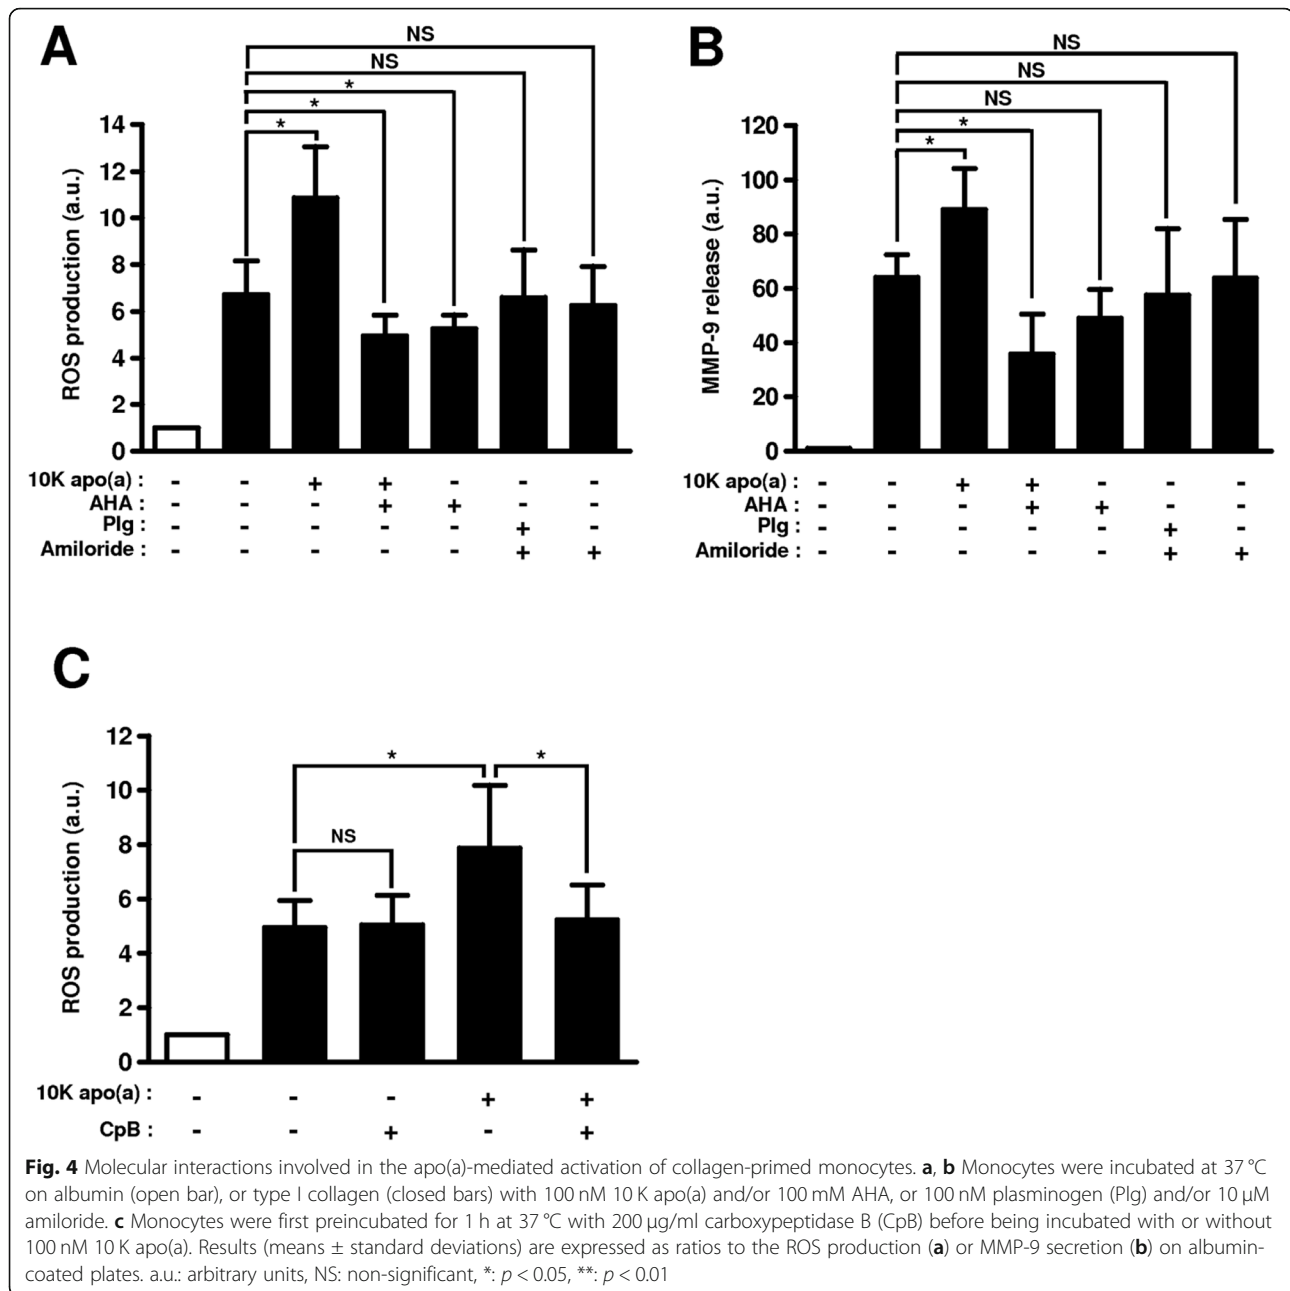 A
NS
NS
*
*
*
14
12
10
8
6
4
2
0
ROS production (a.u.)
10K apo(a) : - - + + - - -
AHA : - - - + + - -
Plg : - - - - - + -
Amiloride : - - - - - + +
B
NS
NS
NS
*
*
120
100
80
60
40
20
0
MMP-9 release (a.u.)
10K apo(a) : - - + + - - -
AHA : - - - + + - -
Plg : - - - - - + -
Amiloride : - - - - - + +
C
*
*
NS
12
10
8
6
4
2
0
ROS production (a.u.)
10K apo(a) : - - - + +
CpB : - - + - +
Fig. 4 Molecular interactions involved in the apo(a)-mediated activation of collagen-primed monocytes. a, b Monocytes were incubated at 37 °C
on albumin (open bar), or type I collagen (closed bars) with 100 nM 10 K apo(a) and/or 100 mM AHA, or 100 nM plasminogen (Plg) and/or 10 μM
amiloride. c Monocytes were first preincubated for 1 h at 37 °C with 200 μg/ml carboxypeptidase B (CpB) before being incubated with or without
100 nM 10 K apo(a). Results (means ± standard deviations) are expressed as ratios to the ROS production (a) or MMP-9 secretion (b) on albumin-
coated plates. a.u.: arbitrary units, NS: non-significant, *: p < 0.05, **: p < 0.01